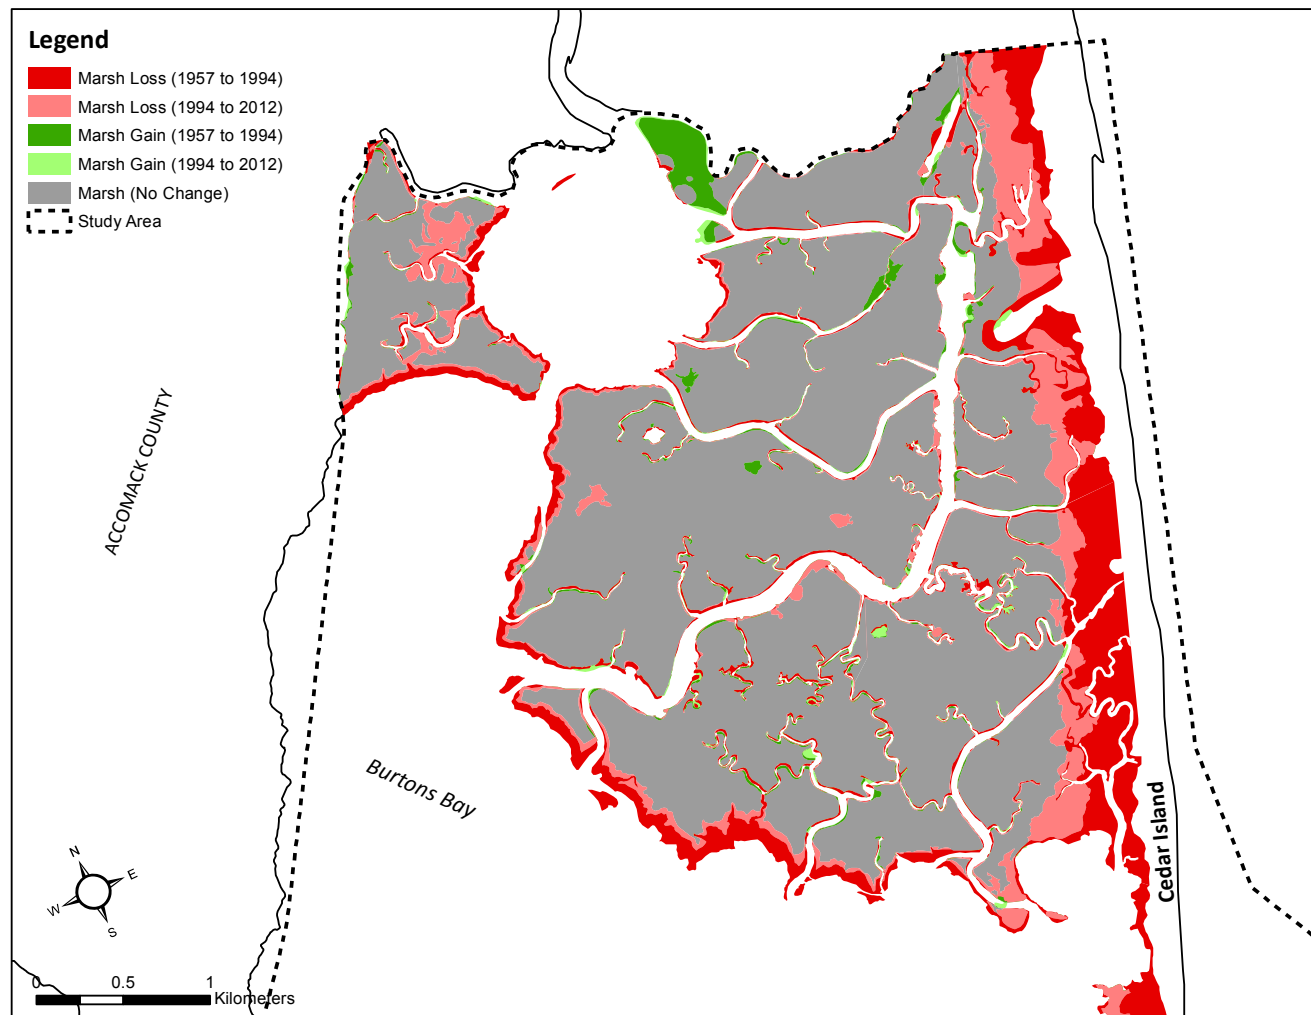 Legend
Marsh Loss (1957 to 1994)
Marsh Loss (1994 to 2012)
Marsh Gain (1957 to 1994)
Marsh Gain (1994 to 2012)
Marsh (No Change)
Study Area
ACCOMACK COUNTY
Burtons Bay
Cedar Island
N
E
W
S
0 0.5 1
Kilometers